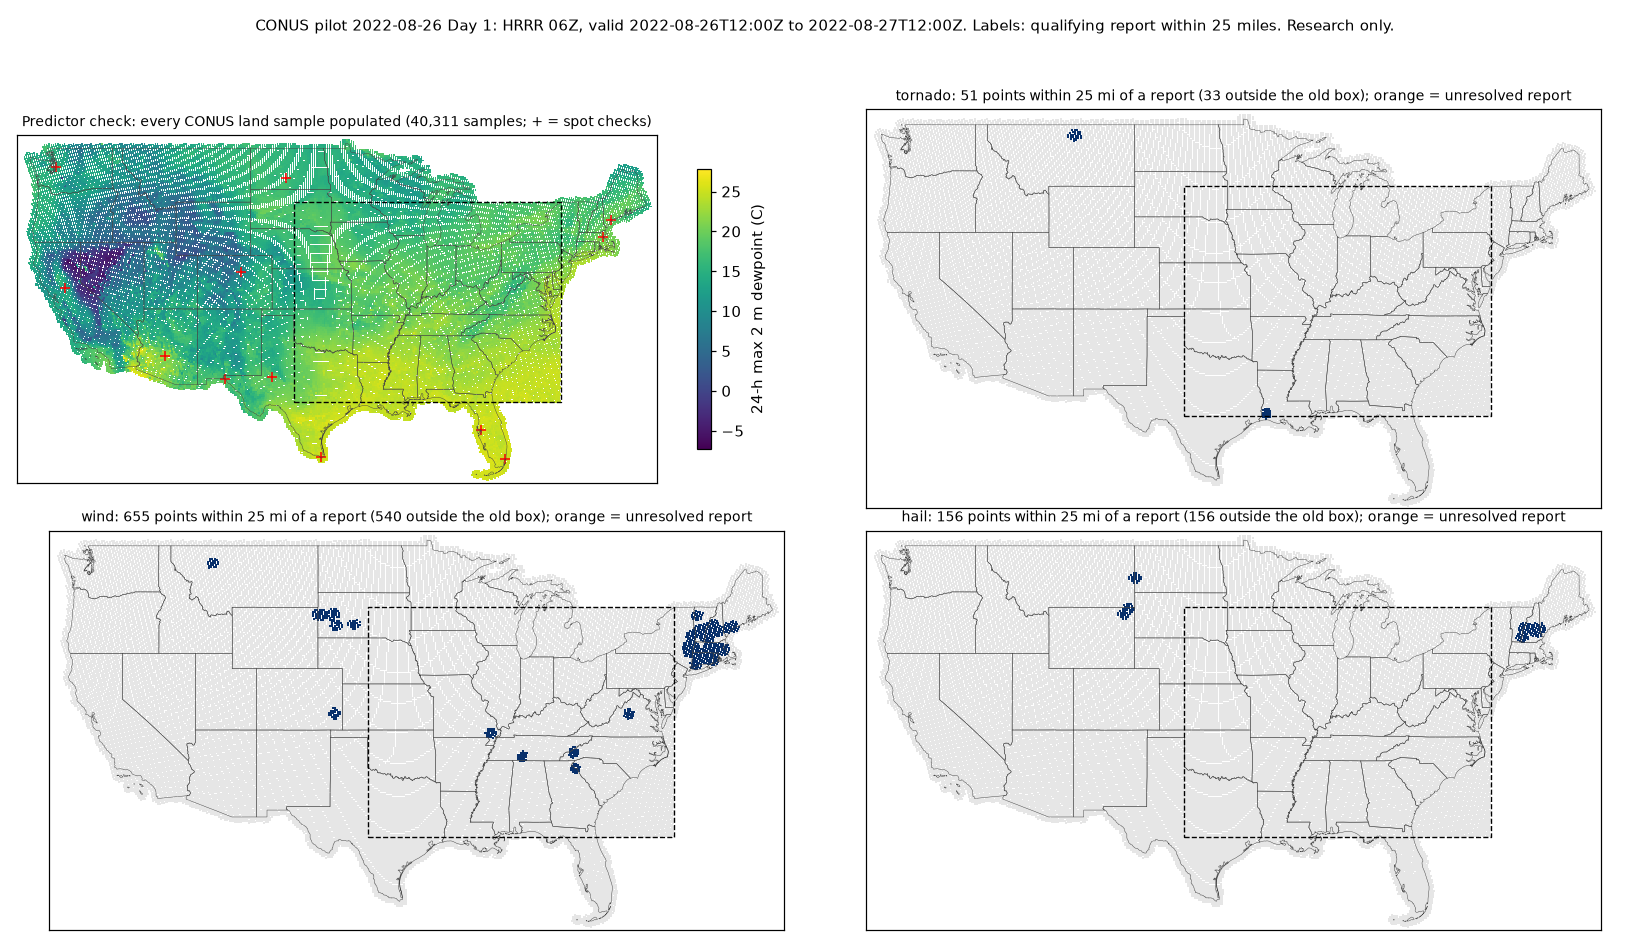 CONUS pilot 2022-08-26 Day 1: HRRR 06Z, valid 2022-08-26T12:00Z to 2022-08-27T12:00Z. Labels: qualifying report within 25 miles. Research only.
Predictor check: every CONUS land sample populated (40,311 samples; + = spot checks)
25
20
15
10
5
0
−5
24-h max 2 m dewpoint (C)
tornado: 51 points within 25 mi of a report (33 outside the old box); orange = unresolved report
wind: 655 points within 25 mi of a report (540 outside the old box); orange = unresolved report
hail: 156 points within 25 mi of a report (156 outside the old box); orange = unresolved report